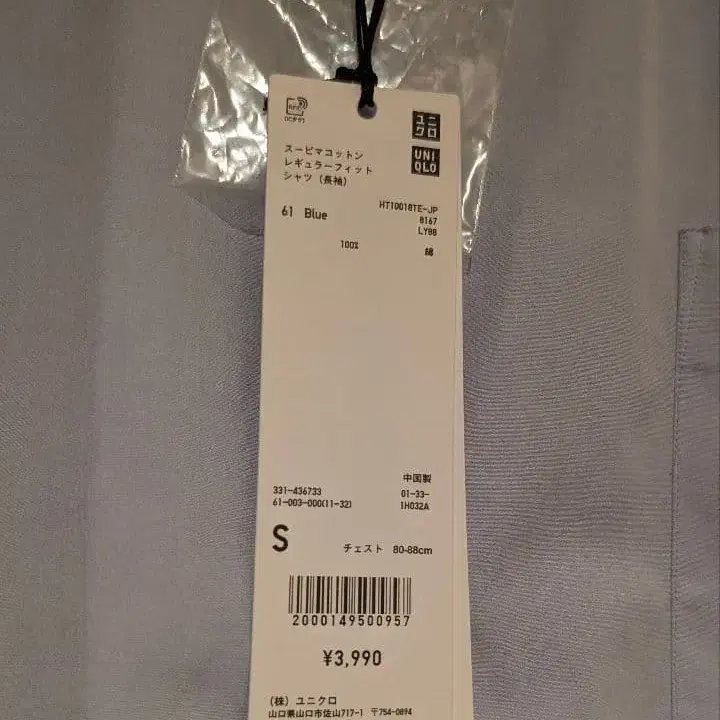 RFID
ユニ
クロ
UNI
QLO
スーピマコットン
レギュラーフィット
シャツ（長袖）
61 Blue
HT10018TE-JP
8167
LY88
100% 綿
中国製
331-436733
01-33-
61-003-000(11-32)
1H032A
S
チェスト 80-88cm
2000149500957
¥3,990
(株) ユニクロ
山口県山口市佐山717-1 〒754-0894